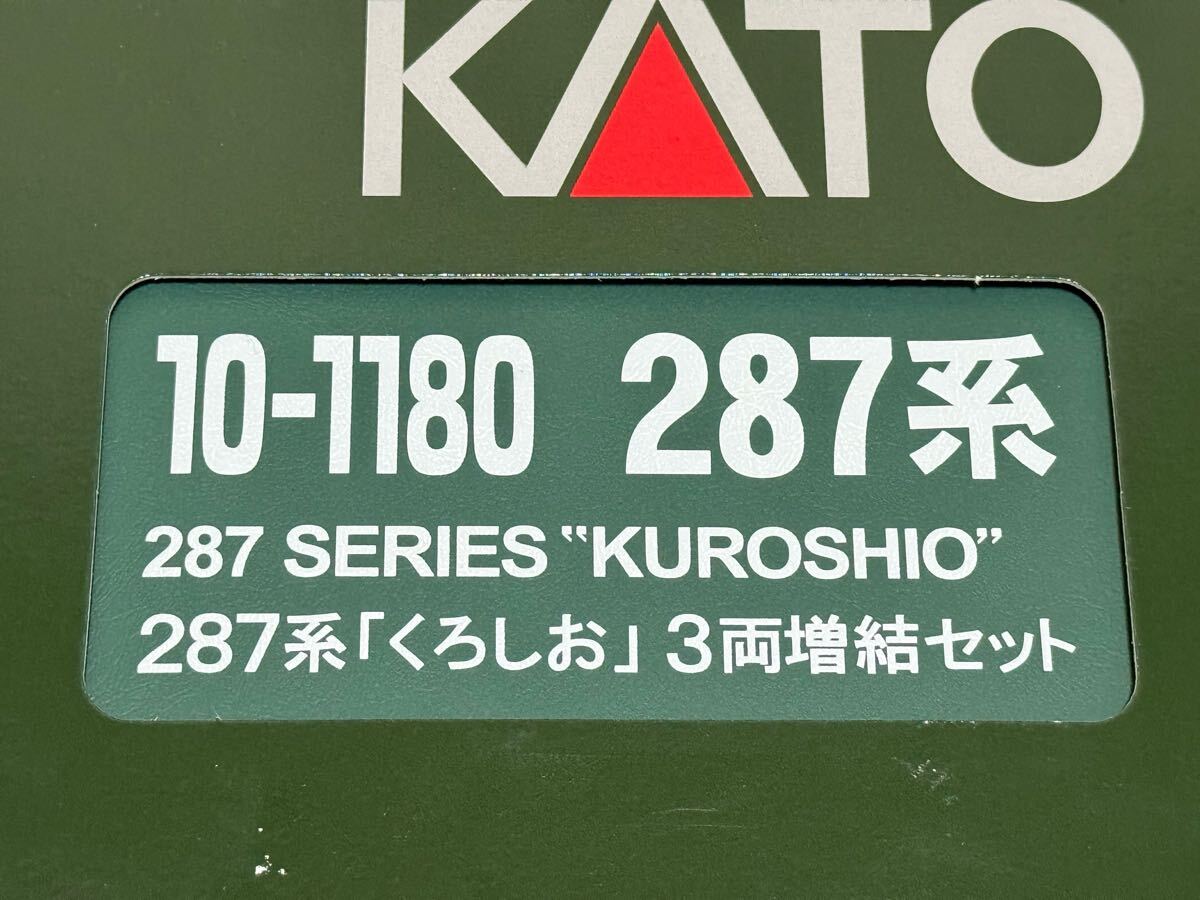 KATO
10-1180 287系
287 SERIES “KUROSHIO”
287系「くろしお」3両増結セット